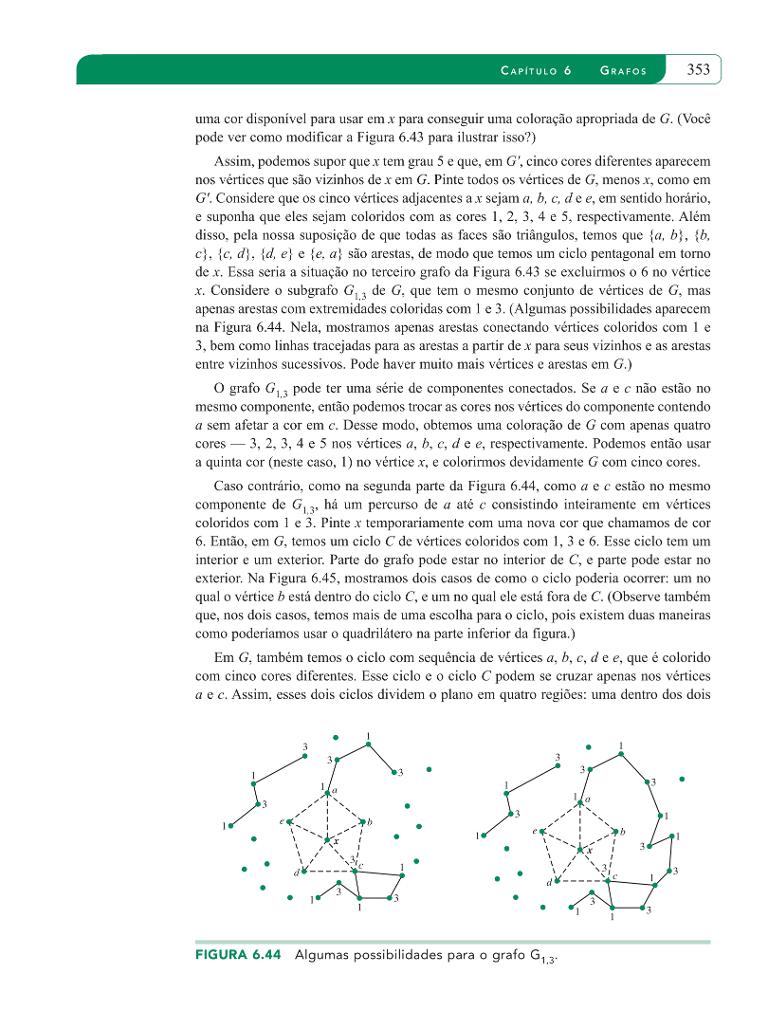 CAPÍTULO 6 GRAFOS 353
uma cor disponível para usar em x para conseguir uma coloração apropriada de G. (Você
pode ver como modificar a Figura 6.43 para ilustrar isso?)
Assim, podemos supor que x tem grau 5 e que, em G', cinco cores diferentes aparecem
nos vértices que são vizinhos de x em G. Pinte todos os vértices de G, menos x, como em
G'. Considere que os cinco vértices adjacentes a x sejam a, b, c, d e e, em sentido horário,
e suponha que eles sejam coloridos com as cores 1, 2, 3, 4 e 5, respectivamente. Além
disso, pela nossa suposição de que todas as faces são triângulos, temos que {a, b}, {b,
c}, {c, d}, {d, e} e {e, a} são arestas, de modo que temos um ciclo pentagonal em torno
de x. Essa seria a situação no terceiro grafo da Figura 6.43 se excluirmos o 6 no vértice
x. Considere o subgrafo G1,3 de G, que tem o mesmo conjunto de vértices de G, mas
apenas arestas com extremidades coloridas com 1 e 3. (Algumas possibilidades aparecem
na Figura 6.44. Nela, mostramos apenas arestas conectando vértices coloridos com 1 e
3, bem como linhas tracejadas para as arestas a partir de x para seus vizinhos e as arestas
entre vizinhos sucessivos. Pode haver muito mais vértices e arestas em G.)
O grafo G1,3 pode ter uma série de componentes conectados. Se a e c não estão no
mesmo componente, então podemos trocar as cores nos vértices do componente contendo
a sem afetar a cor em c. Desse modo, obtemos uma coloração de G com apenas quatro
cores — 3, 2, 3, 4 e 5 nos vértices a, b, c, d e e, respectivamente. Podemos então usar
a quinta cor (neste caso, 1) no vértice x, e colorirmos devidamente G com cinco cores.
Caso contrário, como na segunda parte da Figura 6.44, como a e c estão no mesmo
componente de G1,3, há um percurso de a até c consistindo inteiramente em vértices
coloridos com 1 e 3. Pinte x temporariamente com uma nova cor que chamamos de cor
6. Então, em G, temos um ciclo C de vértices coloridos com 1, 3 e 6. Esse ciclo tem um
interior e um exterior. Parte do grafo pode estar no interior de C, e parte pode estar no
exterior. Na Figura 6.45, mostramos dois casos de como o ciclo poderia ocorrer: um no
qual o vértice b está dentro do ciclo C, e um no qual ele está fora de C. (Observe também
que, nos dois casos, temos mais de uma escolha para o ciclo, pois existem duas maneiras
como poderíamos usar o quadrilátero na parte inferior da figura.)
Em G, também temos o ciclo com sequência de vértices a, b, c, d e e, que é colorido
com cinco cores diferentes. Esse ciclo e o ciclo C podem se cruzar apenas nos vértices
a e c. Assim, esses dois ciclos dividem o plano em quatro regiões: uma dentro dos dois
3 1
3
3
1
3
1
1 a
e b
x
d
3 c
1
1
3
1
3
3 1
3
3
1
3
1
1 a
e b
x
1
1
3
d
3 c
1
3
1
3
1
3
FIGURA 6.44 Algumas possibilidades para o grafo G1,3.